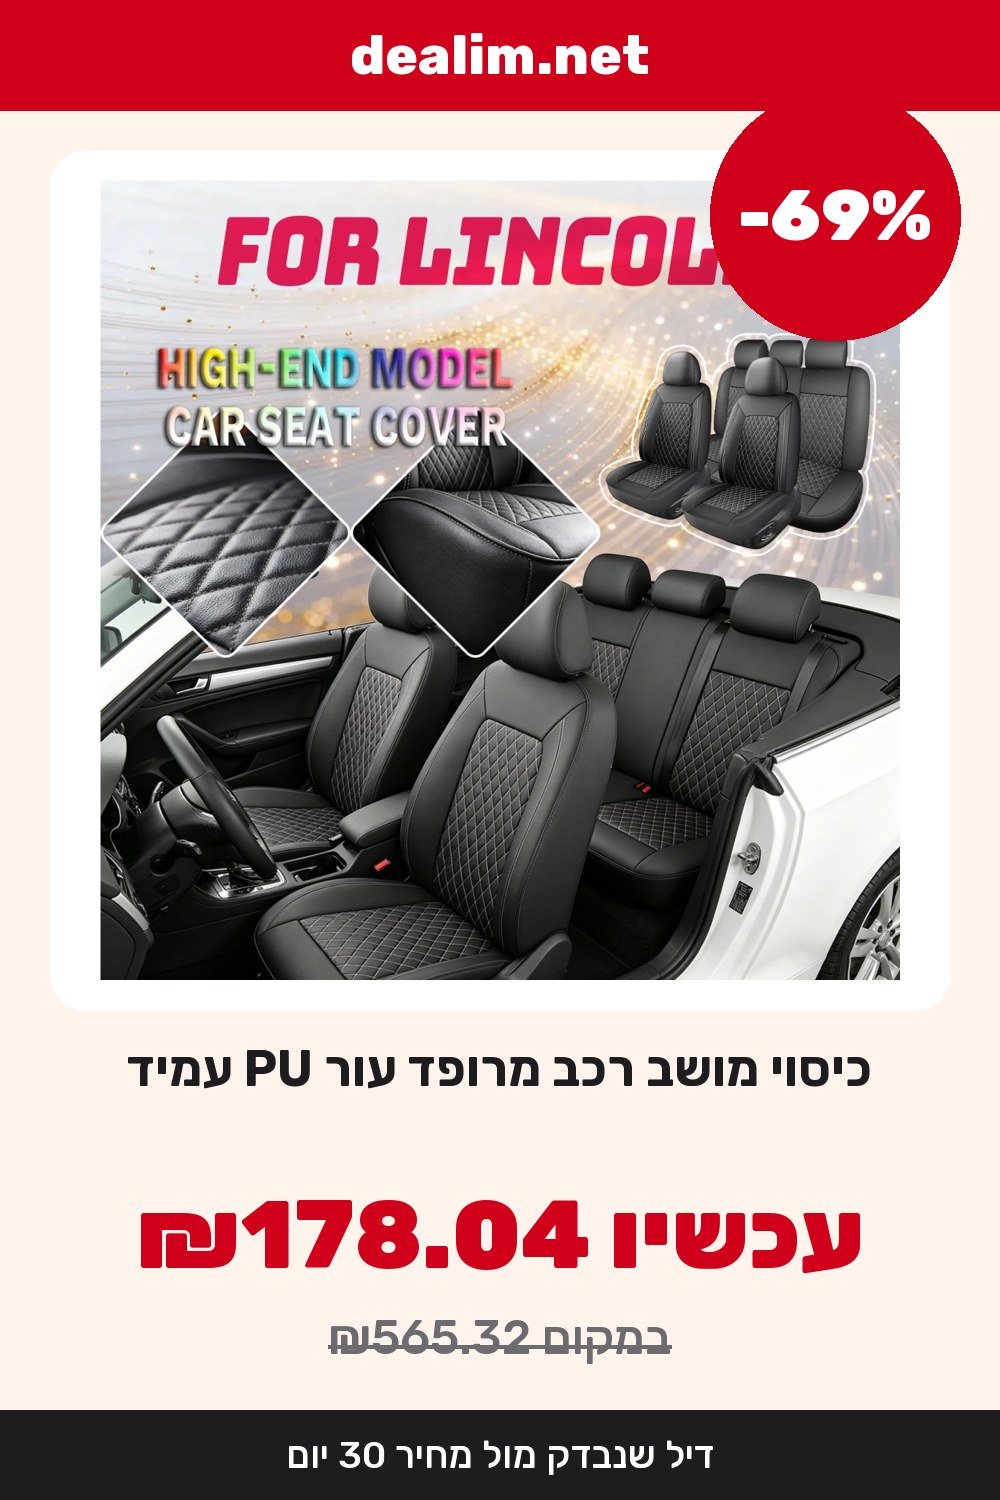 dealim.net
-69%
FOR LINCOL
HIGH-END MODEL
CAR SEAT COVER
כיסוי מושב רכב מרופד עור PU עמיד
עכשיו 178.04₪
במקום 565.32₪
דיל שנבדק מול מחיר 30 יום